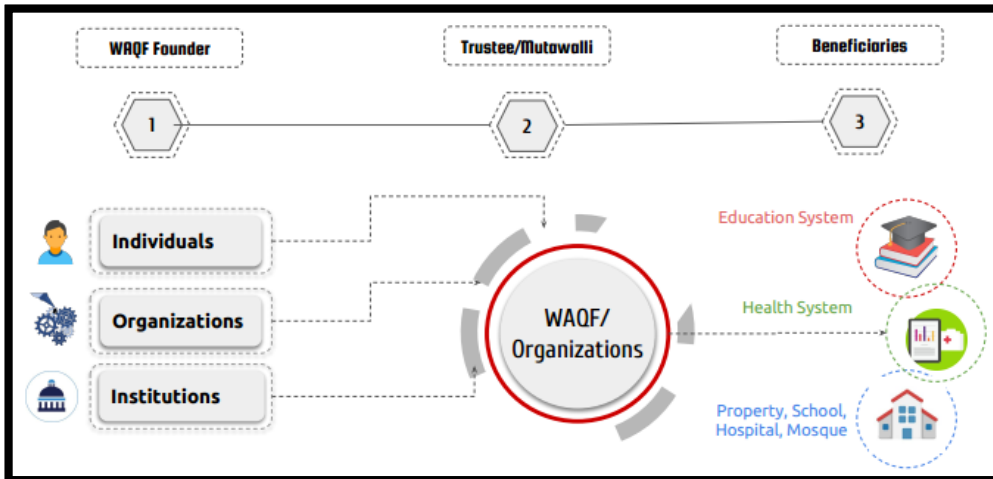 WAQF Founder
Trustee/Mutawalli
Beneficiaries
1
2
3
Individuals
Organizations
Institutions
WAQF/
Organizations
Education System
Health System
Property, School,
Hospital, Mosque